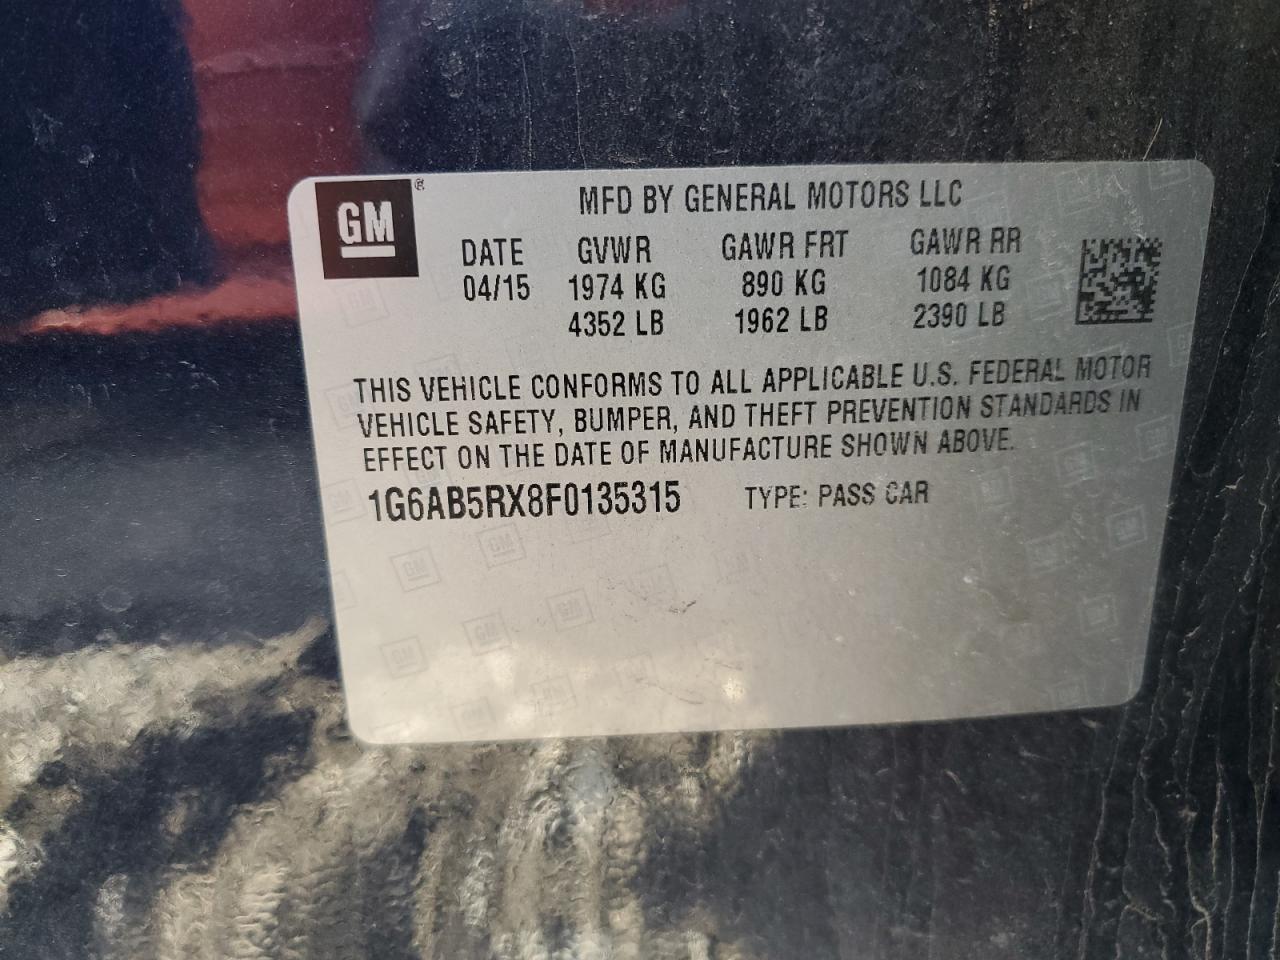 GM®
MFD BY GENERAL MOTORS LLC
DATE GVWR GAWR FRT GAWR RR
04/15 1974 KG 890 KG 1084 KG
4352 LB 1962 LB 2390 LB
THIS VEHICLE CONFORMS TO ALL APPLICABLE U.S. FEDERAL MOTOR
VEHICLE SAFETY, BUMPER, AND THEFT PREVENTION STANDARDS IN
EFFECT ON THE DATE OF MANUFACTURE SHOWN ABOVE.
1G6AB5RX8F0135315 TYPE: PASS CAR